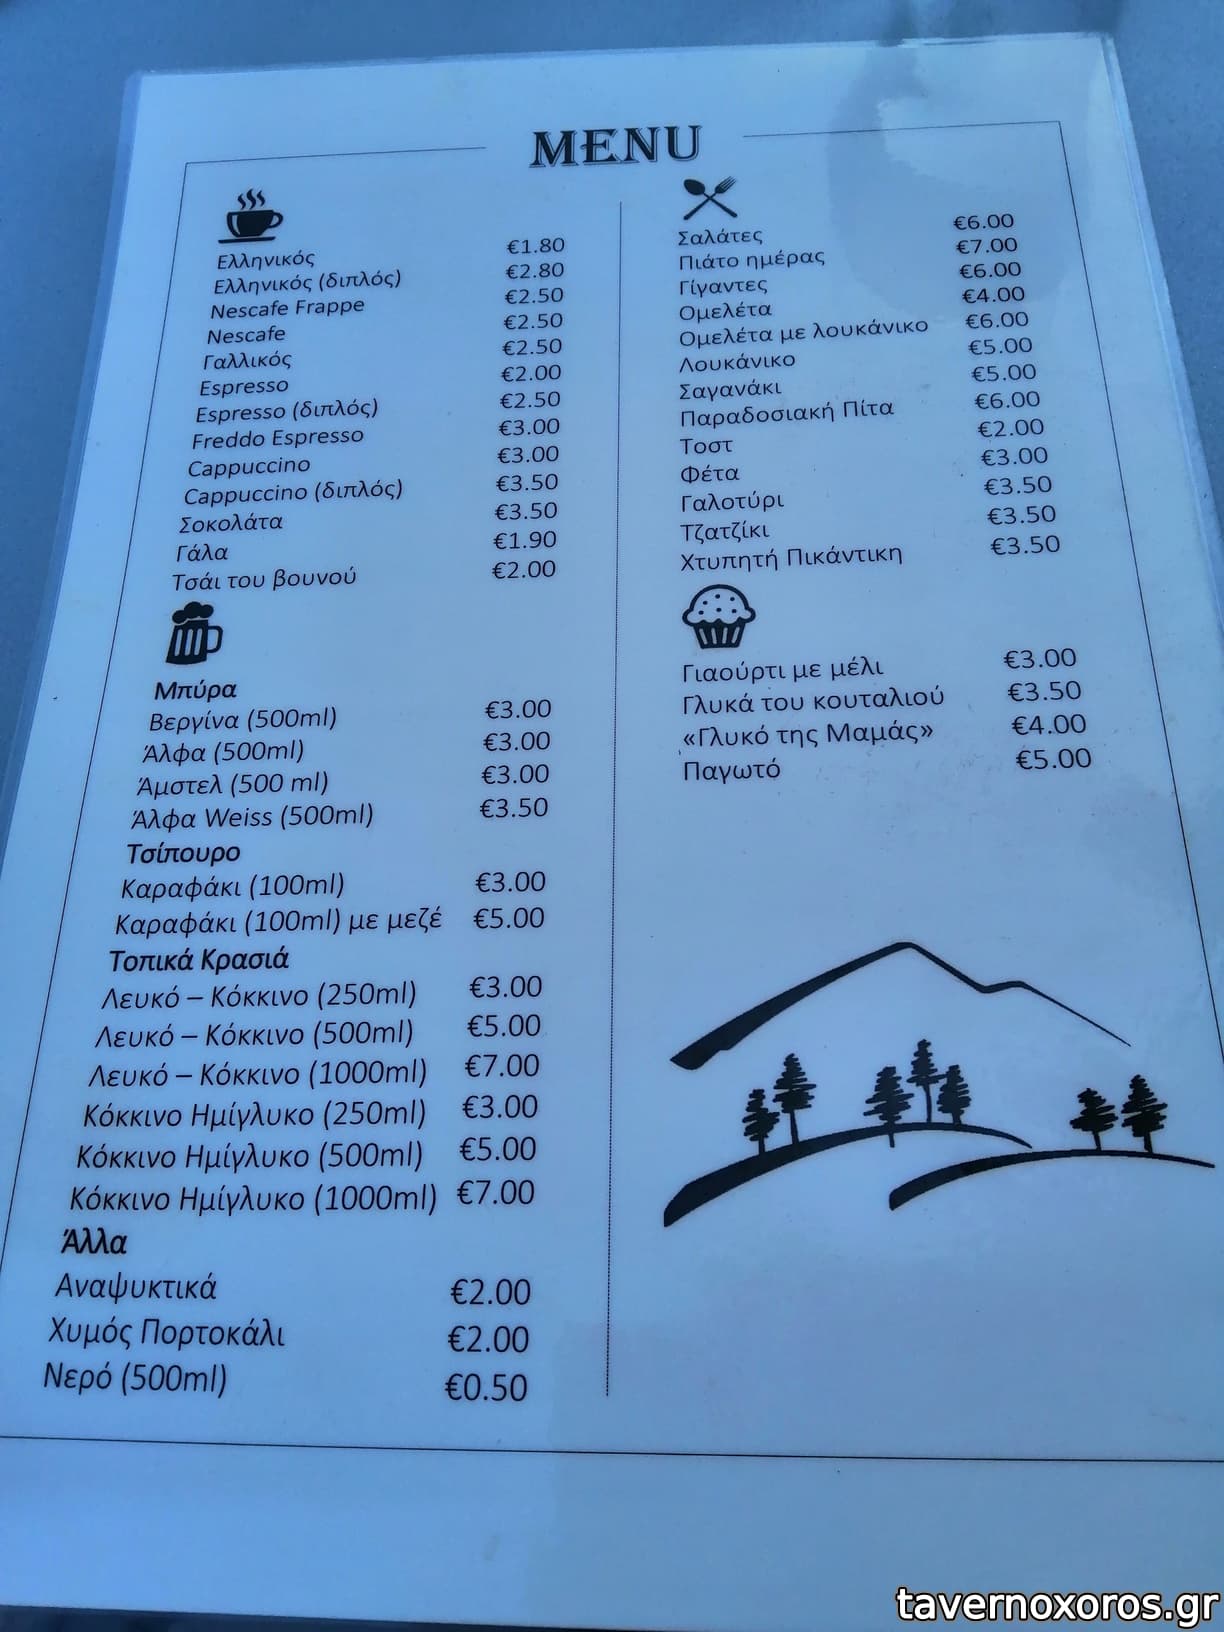 MENU
Ελληνικός €1.80
Ελληνικός (διπλός) €2.80
Nescafe Frappe €2.50
Nescafe €2.50
Γαλλικός €2.50
Espresso €2.00
Espresso (διπλός) €2.50
Freddo Espresso €3.00
Cappuccino €3.00
Cappuccino (διπλός) €3.50
Σοκολάτα €3.50
Γάλα €1.90
Τσάι του βουνού €2.00
Μπύρα
Βεργίνα (500ml) €3.00
Άλφα (500ml) €3.00
Άμστελ (500 ml) €3.00
Άλφα Weiss (500ml) €3.50
Τσίπουρο
Καραφάκι (100ml) €3.00
Καραφάκι (100ml) με μεζέ €5.00
Τοπικά Κρασιά
Λευκό – Κόκκινο (250ml) €3.00
Λευκό – Κόκκινο (500ml) €5.00
Λευκό – Κόκκινο (1000ml) €7.00
Κόκκινο Ημίγλυκο (250ml) €3.00
Κόκκινο Ημίγλυκο (500ml) €5.00
Κόκκινο Ημίγλυκο (1000ml) €7.00
Άλλα
Αναψυκτικά €2.00
Χυμός Πορτοκάλι €2.00
Νερό (500ml) €0.50
Σαλάτες €6.00
Πιάτο ημέρας €7.00
Γίγαντες €6.00
Ομελέτα €4.00
Ομελέτα με λουκάνικο €6.00
Λουκάνικο €5.00
Σαγανάκι €5.00
Παραδοσιακή Πίτα €6.00
Τοστ €2.00
Φέτα €3.00
Γαλοτύρι €3.50
Τζατζίκι €3.50
Χτυπητή Πικάντικη €3.50
Γιαούρτι με μέλι €3.00
Γλυκά του κουταλιού €3.50
«Γλυκό της Μαμάς» €4.00
Παγωτό €5.00
tavernoxoros.gr